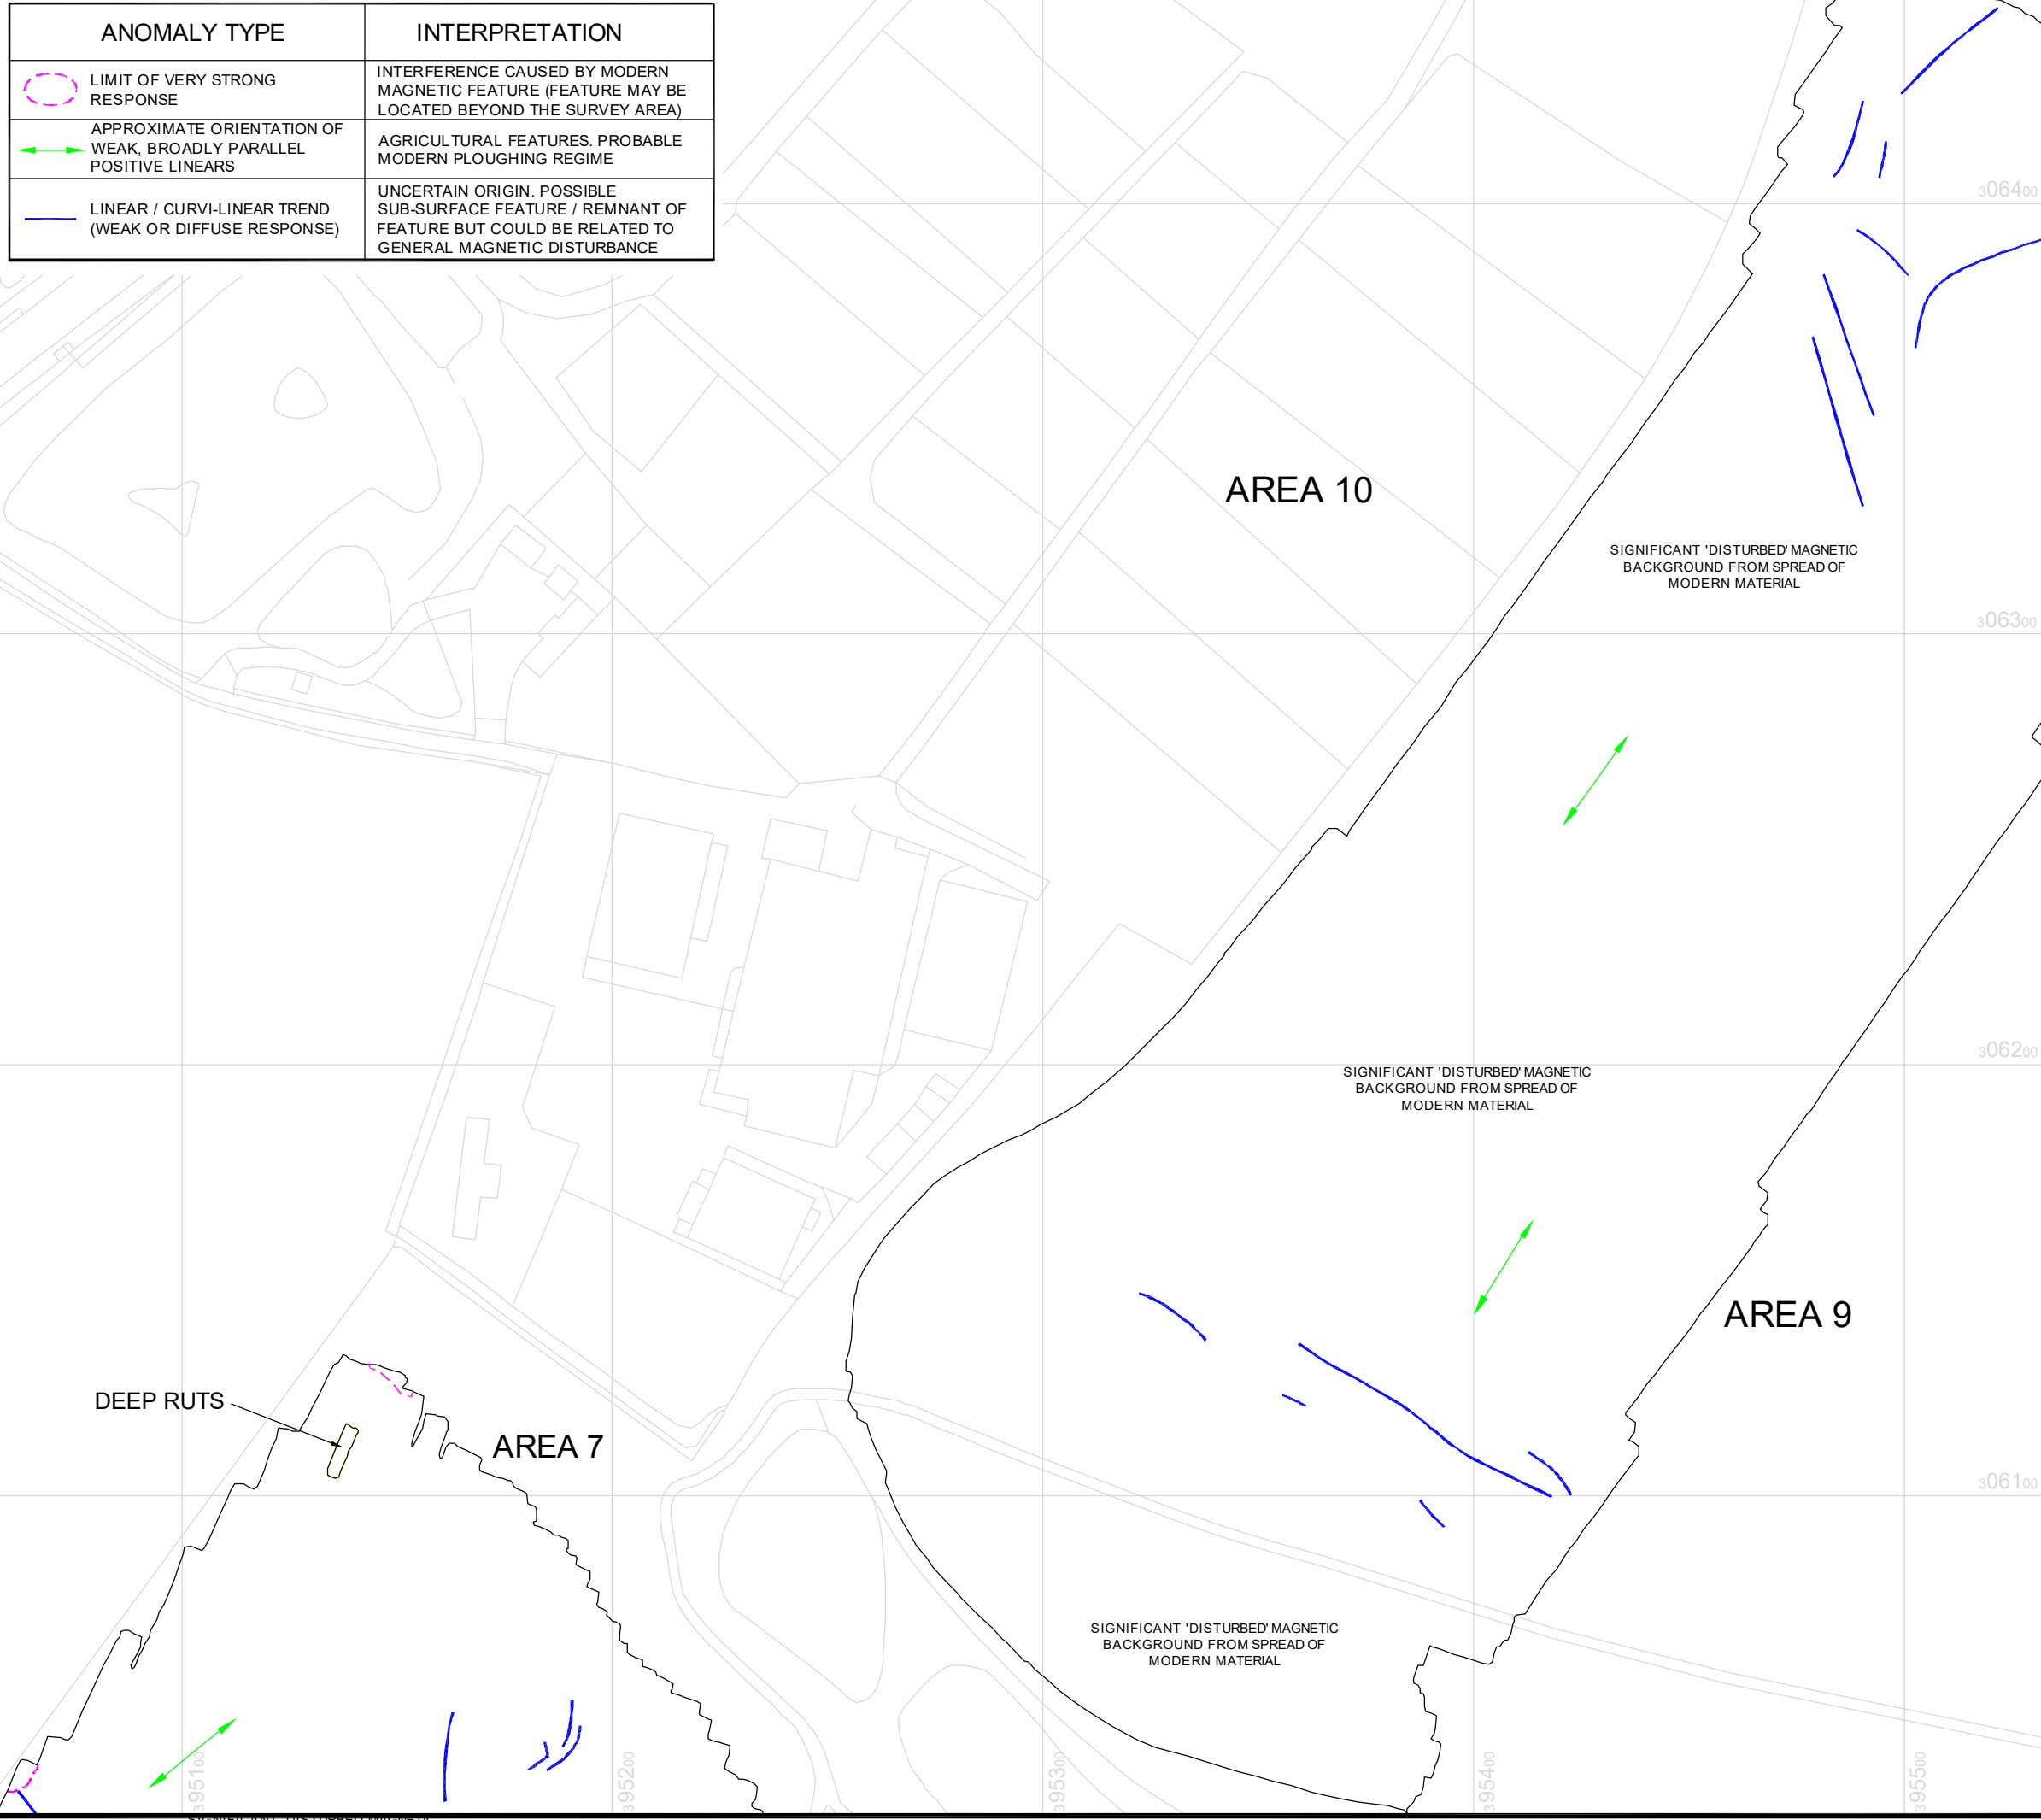 ANOMALY TYPE
INTERPRETATION
LIMIT OF VERY STRONG
RESPONSE
INTERFERENCE CAUSED BY MODERN
MAGNETIC FEATURE (FEATURE MAY BE
LOCATED BEYOND THE SURVEY AREA)
APPROXIMATE ORIENTATION OF
WEAK, BROADLY PARALLEL
POSITIVE LINEARS
AGRICULTURAL FEATURES. PROBABLE
MODERN PLOUGHING REGIME
LINEAR / CURVI-LINEAR TREND
(WEAK OR DIFFUSE RESPONSE)
UNCERTAIN ORIGIN. POSSIBLE
SUB-SURFACE FEATURE / REMNANT OF
FEATURE BUT COULD BE RELATED TO
GENERAL MAGNETIC DISTURBANCE
306400
AREA 10
SIGNIFICANT 'DISTURBED' MAGNETIC
BACKGROUND FROM SPREAD OF
MODERN MATERIAL
306300
306200
SIGNIFICANT 'DISTURBED' MAGNETIC
BACKGROUND FROM SPREAD OF
MODERN MATERIAL
AREA 9
DEEP RUTS
AREA 7
306100
SIGNIFICANT 'DISTURBED' MAGNETIC
BACKGROUND FROM SPREAD OF
MODERN MATERIAL
395100
395200
395300
395400
395500